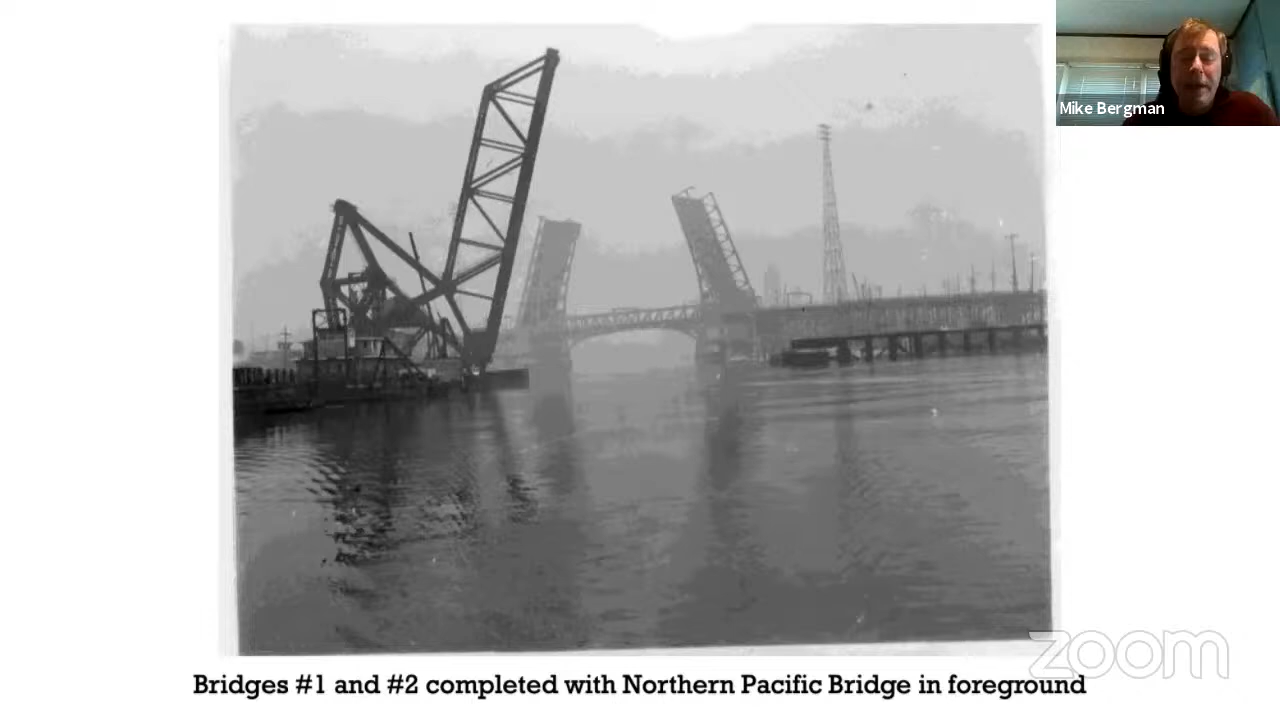 Mike Bergman
zoom
Bridges #1 and #2 completed with Northern Pacific Bridge in foreground